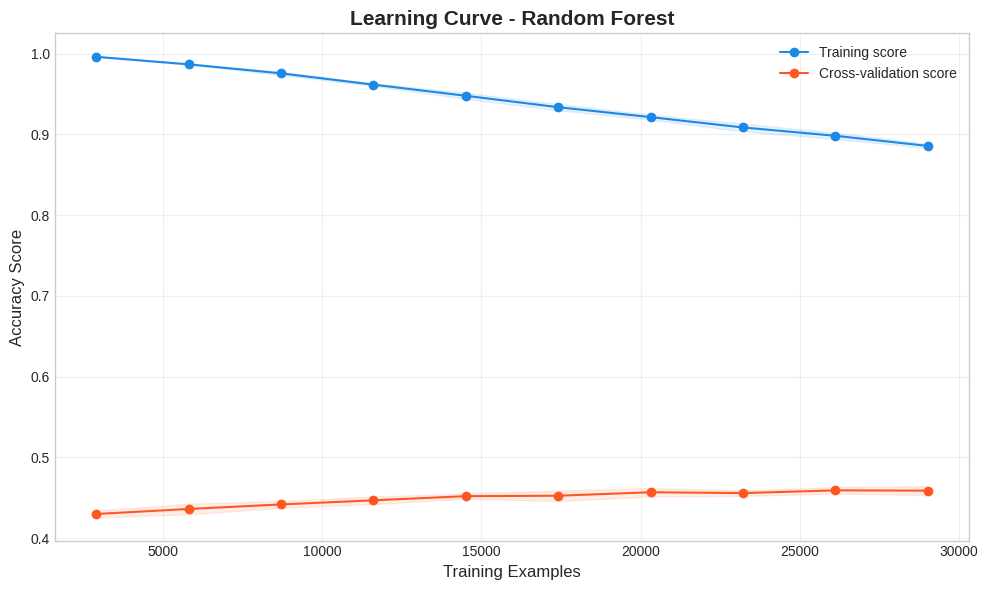 Learning Curve - Random Forest
Training score
Cross-validation score
1.0
0.9
0.8
0.7
0.6
0.5
0.4
Accuracy Score
5000 10000 15000 20000 25000 30000
Training Examples